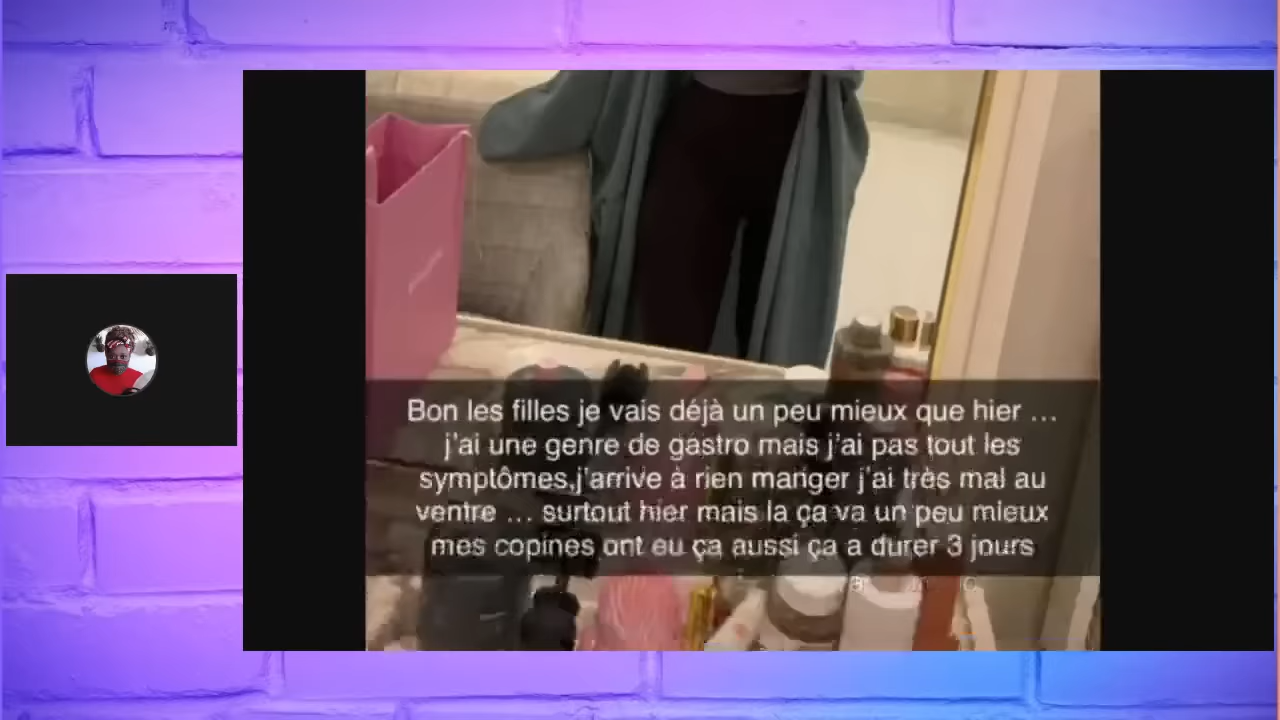 Bon les filles je vais déjà un peu mieux que hier ...
j'ai une genre de gastro mais j'ai pas tout les
symptômes,j'arrive à rien manger j'ai très mal au
ventre ... surtout hier mais la ça va un peu mieux
mes copines ont eu ça aussi ça a durer 3 jours